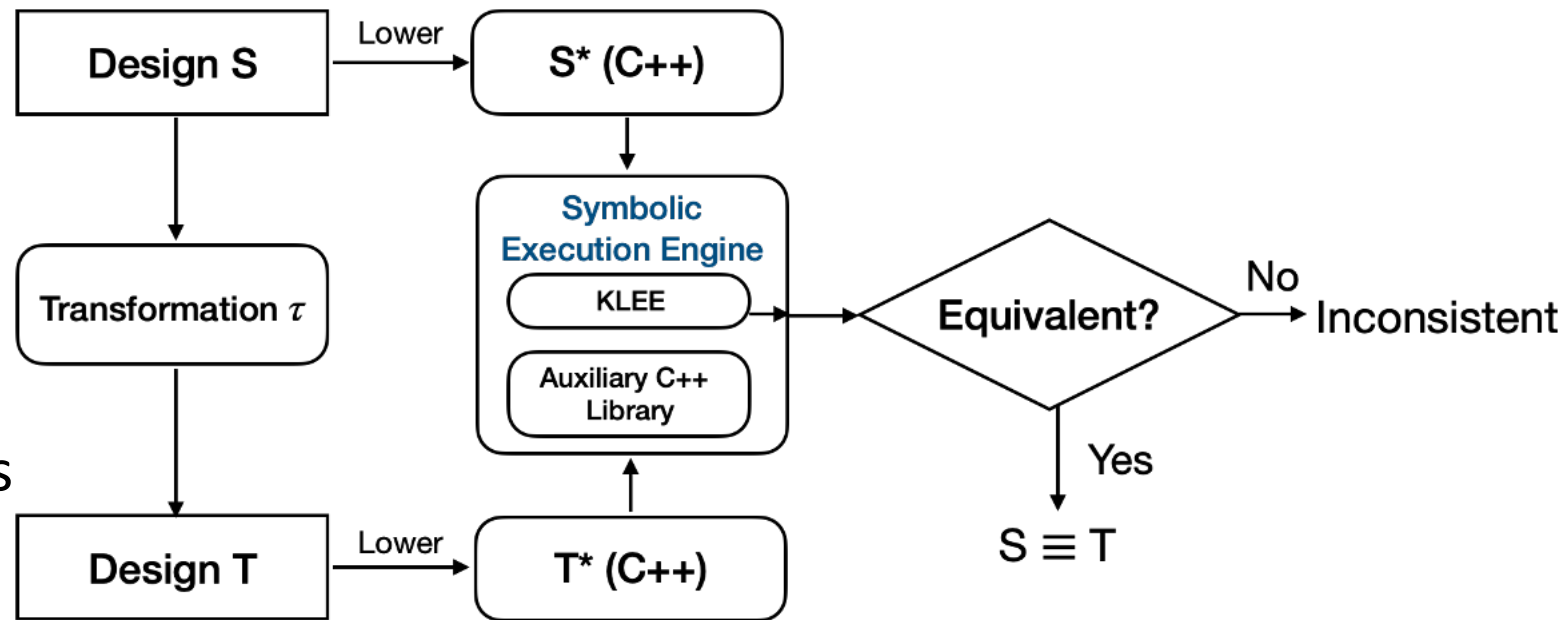 Design S
Lower
S* (C++)
Symbolic
Execution Engine
KLEE
Auxiliary C++
Library
Transformation τ
Equivalent?
No
Inconsistent
Yes
S ≡ T
s
Design T
Lower
T* (C++)